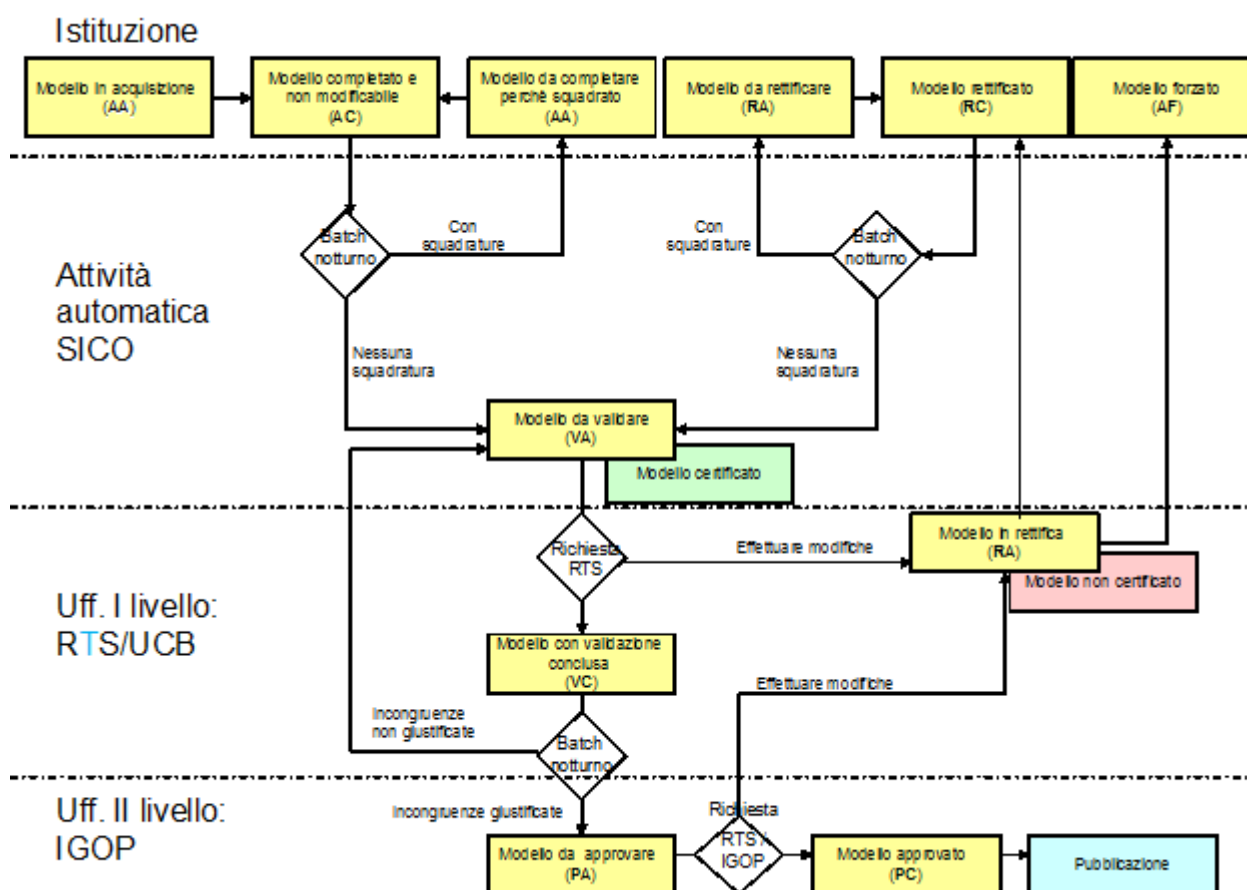 Istituzione
Modello in acquisizione
(AA)
Modello completato e
non modificabile
(AC)
Modello da completare
perchè squadrato
(AA)
Modello da rettificare
(RA)
Modello rettificato
(RC)
Modello forzato
(AF)
Batch
notturno
Con
squadrature
Con
squadrature
Batch
notturno
Attività
automatica
SICO
Nessuna
squadratura
Nessuna
squadratura
Modello da validare
(VA)
Modello certificato
Uff. I livello:
RTS/UCB
Richiesta
RTS
Effettuare modifiche
Modello in rettifica
(RA)
Modello non certificato
Modello con validazione
conclusa
(VC)
Effettuare modifiche
Incongruenze
non giustificate
Batch
notturno
Uff. II livello:
IGOP
Incongruenze giustificate
Modello da approvare
(PA)
Richiesta
RTS /
IGOP
Modello approvato
(PC)
Pubblicazione